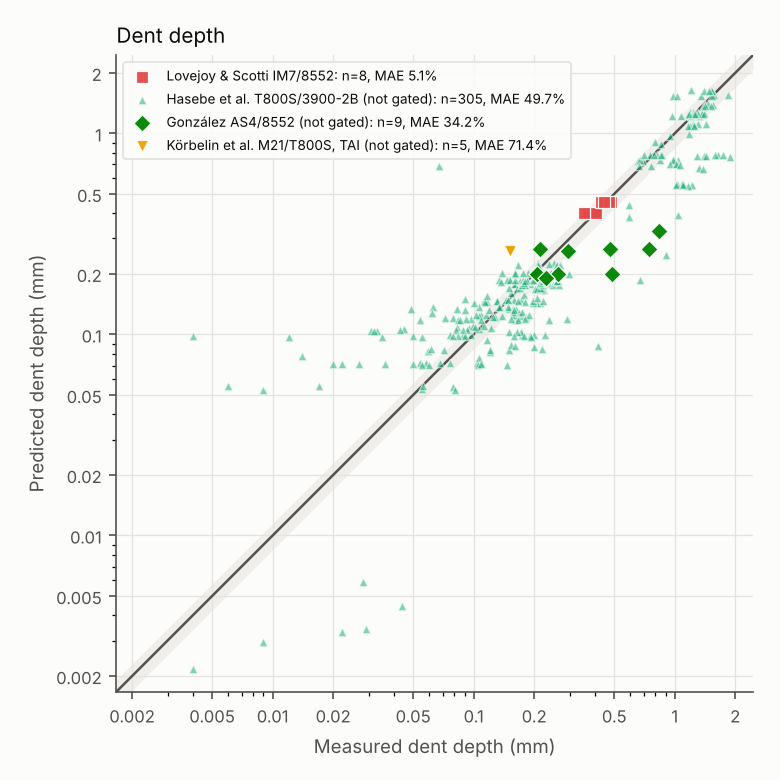 Dent depth
Lovejoy & Scotti IM7/8552: n=8, MAE 5.1%
Hasebe et al. T800S/3900-2B (not gated): n=305, MAE 49.7%
González AS4/8552 (not gated): n=9, MAE 34.2%
Körbelin et al. M21/T800S, TAI (not gated): n=5, MAE 71.4%
2
1
0.5
0.2
0.1
0.05
0.02
0.01
0.005
0.002
Predicted dent depth (mm)
0.002 0.005 0.01 0.02 0.05 0.1 0.2 0.5 1 2
Measured dent depth (mm)